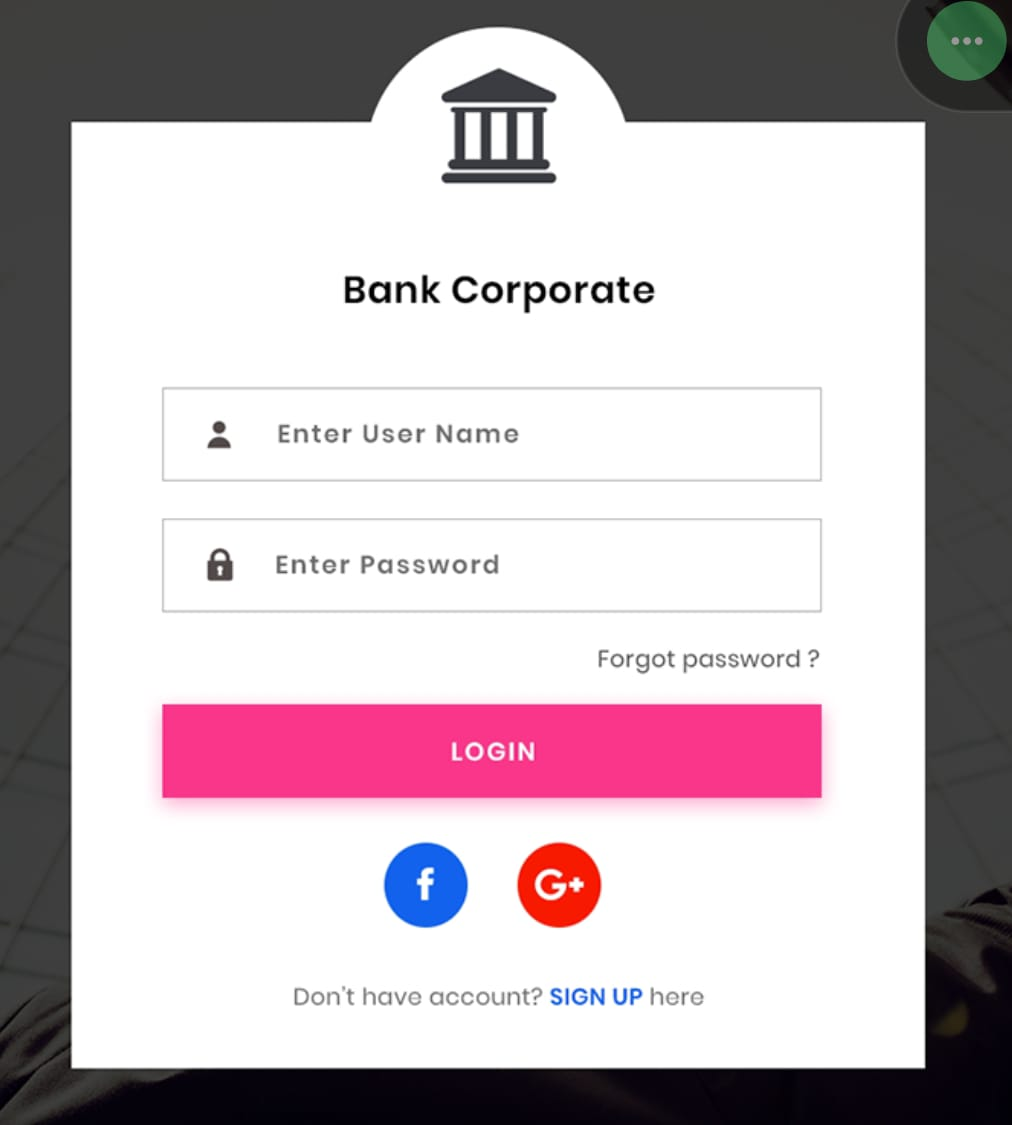 Bank Corporate
Enter User Name
Enter Password
Forgot password ?
LOGIN
f G+
Don't have account? SIGN UP here